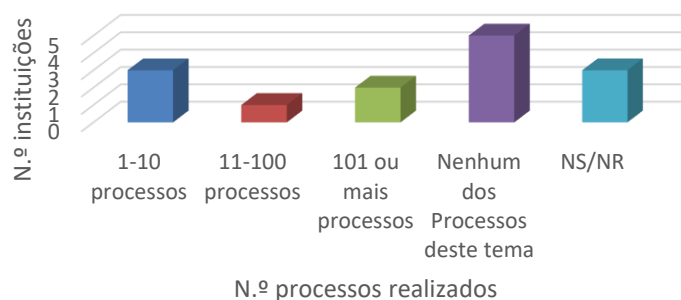 N.º instituições
5
4
3
2
1
0
1-10 processos
11-100 processos
101 ou mais processos
Nenhum dos Processos deste tema
NS/NR
N.º processos realizados